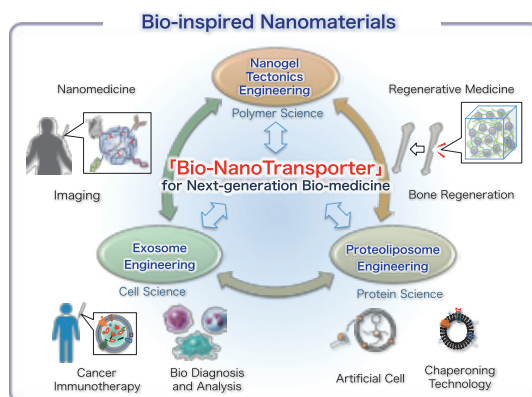 Bio-inspired Nanomaterials
Nanogel
Tectonics
Engineering
Polymer Science
Nanomedicine
Imaging
Regenerative Medicine
Bone Regeneration
「Bio-NanoTransporter」
for Next-generation Bio-medicine
Exosome
Engineering
Cell Science
Proteoliposome
Engineering
Protein Science
Cancer
Immunotherapy
Bio Diagnosis
and Analysis
Artificial Cell
Chaperoning
Technology